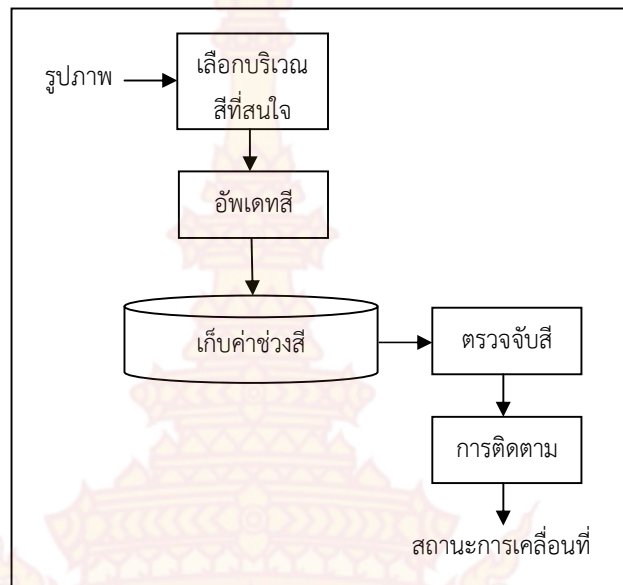 รูปภาพ
เลือกบริเวณ
สีที่สนใจ
อัพเดทสี
เก็บค่าช่วงสี
ตรวจจับสี
การติดตาม
สถานะการเคลื่อนที่